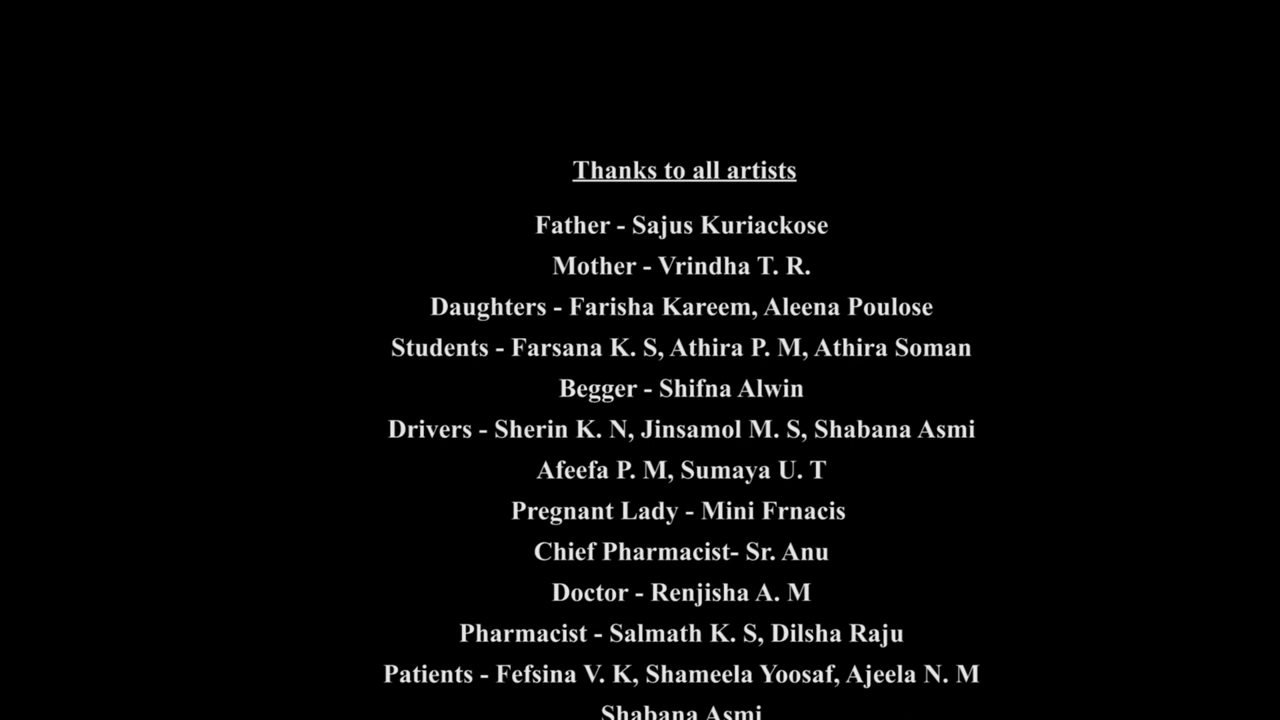 Thanks to all artists
Father - Sajus Kuriackose
Mother - Vrindha T. R.
Daughters - Farisha Kareem, Aleena Poulose
Students - Farsana K. S, Athira P. M, Athira Soman
Begger - Shifna Alwin
Drivers - Sherin K. N, Jinsamol M. S, Shabana Asmi
Afeefa P. M, Sumaya U. T
Pregnant Lady - Mini Frnacis
Chief Pharmacist- Sr. Anu
Doctor - Renjisha A. M
Pharmacist - Salmath K. S, Dilsha Raju
Patients - Fefsina V. K, Shameela Yoosaf, Ajeela N. M
Shabana Asmi